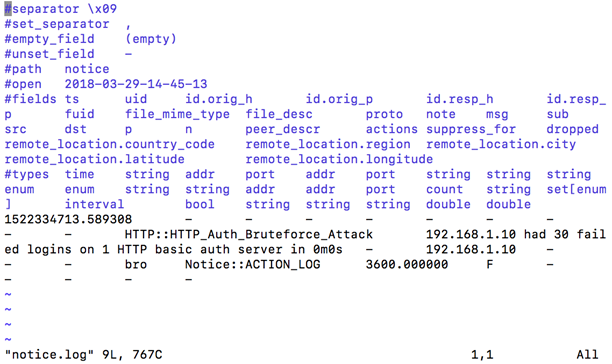 #separator \x09
#set_separator  ,
#empty_field    (empty)
#unset_field    -
#path   notice
#open   2018-03-29-14-45-13
#fields ts      uid     id.orig_h       id.orig_p       id.resp_h       id.resp_
p       fuid    file_mime_type  file_desc       proto   note    msg     sub
src     dst     p       n       peer_descr      actions suppress_for    dropped
remote_location.country_code    remote_location.region  remote_location.city
remote_location.latitude        remote_location.longitude
#types  time    string  addr    port    addr    port    string  string  string
enum    enum    string  string  addr    addr    port    count   string  set[enum
]       interval        bool    string  string  string  double  double
1522334713.589308       -       -       -       -       -       -       -
-       -       HTTP::HTTP_Auth_Bruteforce_Attack       192.168.1.10 had 30 fail
ed logins on 1 HTTP basic auth server in 0m0s   -       192.168.1.10    -
-       -       bro     Notice::ACTION_LOG      3600.000000     F       -
-       -       -       -
~
~
~
~
"notice.log" 9L, 767C                                         1,1           All